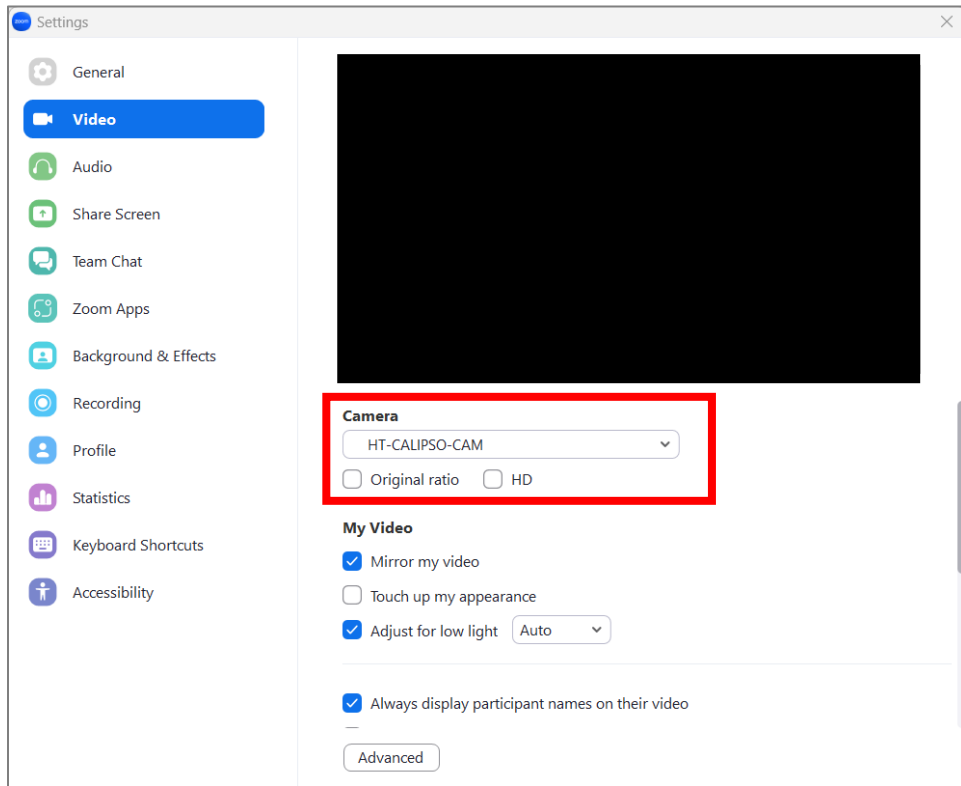 zoom Settings
General
Video
Audio
Share Screen
Team Chat
Zoom Apps
Background & Effects
Recording
Profile
Statistics
Keyboard Shortcuts
Accessibility
Camera
HT-CALIPSO-CAM
Original ratio HD
My Video
Mirror my video
Touch up my appearance
Adjust for low light Auto
Always display participant names on their video
Advanced